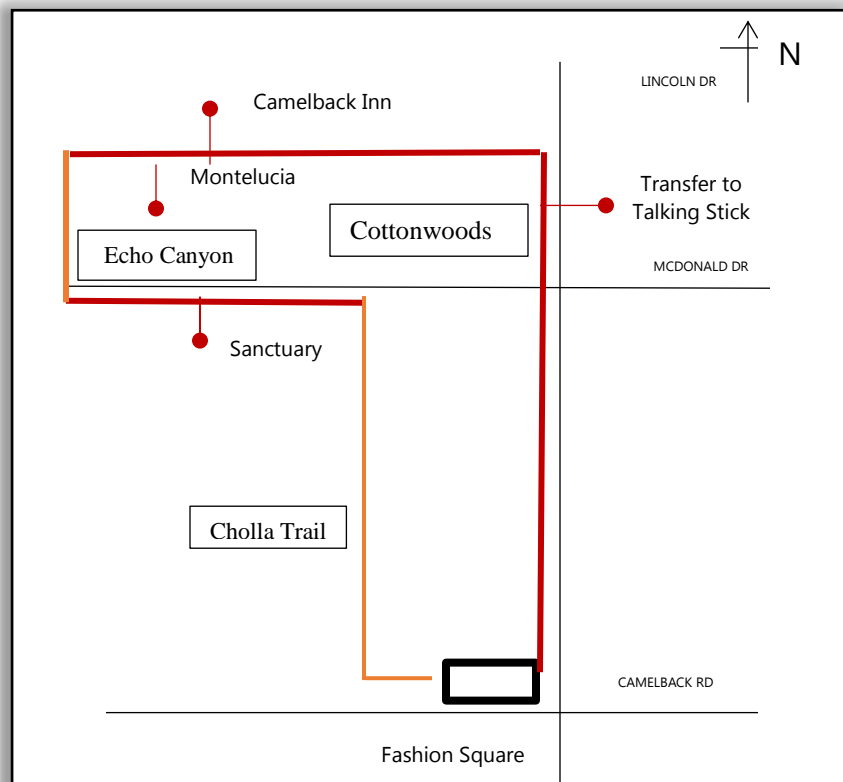 N
LINCOLN DR
Camelback Inn
Montelucia
Transfer to
Talking Stick
Cottonwoods
Echo Canyon
MCDONALD DR
Sanctuary
Cholla Trail
CAMELBACK RD
Fashion Square